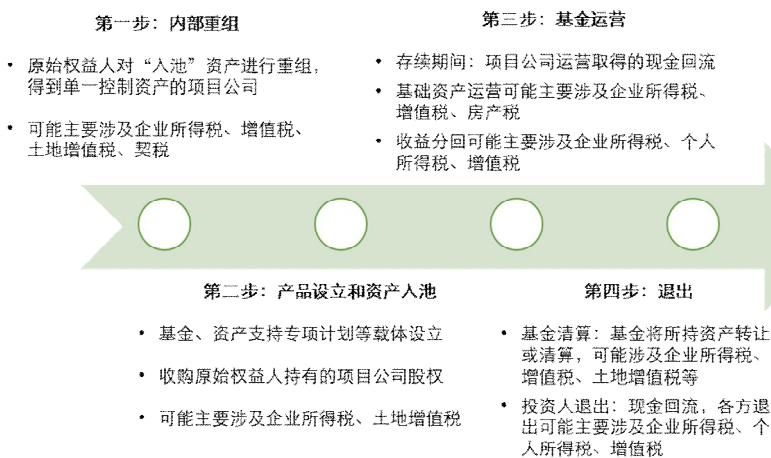 第一步：内部重组
• 原始权益人对“入池”资产进行重组，
得到单一控制资产的项目公司
• 可能主要涉及企业所得税、增值税、
土地增值税、契税
第三步：基金运营
• 存续期间：项目公司运营取得的现金回流
• 基础资产运营可能主要涉及企业所得税、
增值税、房产税
• 收益分回可能主要涉及企业所得税、个人
所得税、增值税
第二步：产品设立和资产入池
• 基金、资产支持专项计划等载体设立
• 收购原始权益人持有的项目公司股权
• 可能主要涉及企业所得税、土地增值税
第四步：退出
• 基金清算：基金将所持资产转让
或清算，可能涉及企业所得税、
增值税、土地增值税等
• 投资人退出：现金回流，各方退
出可能主要涉及企业所得税、个
人所得税、增值税